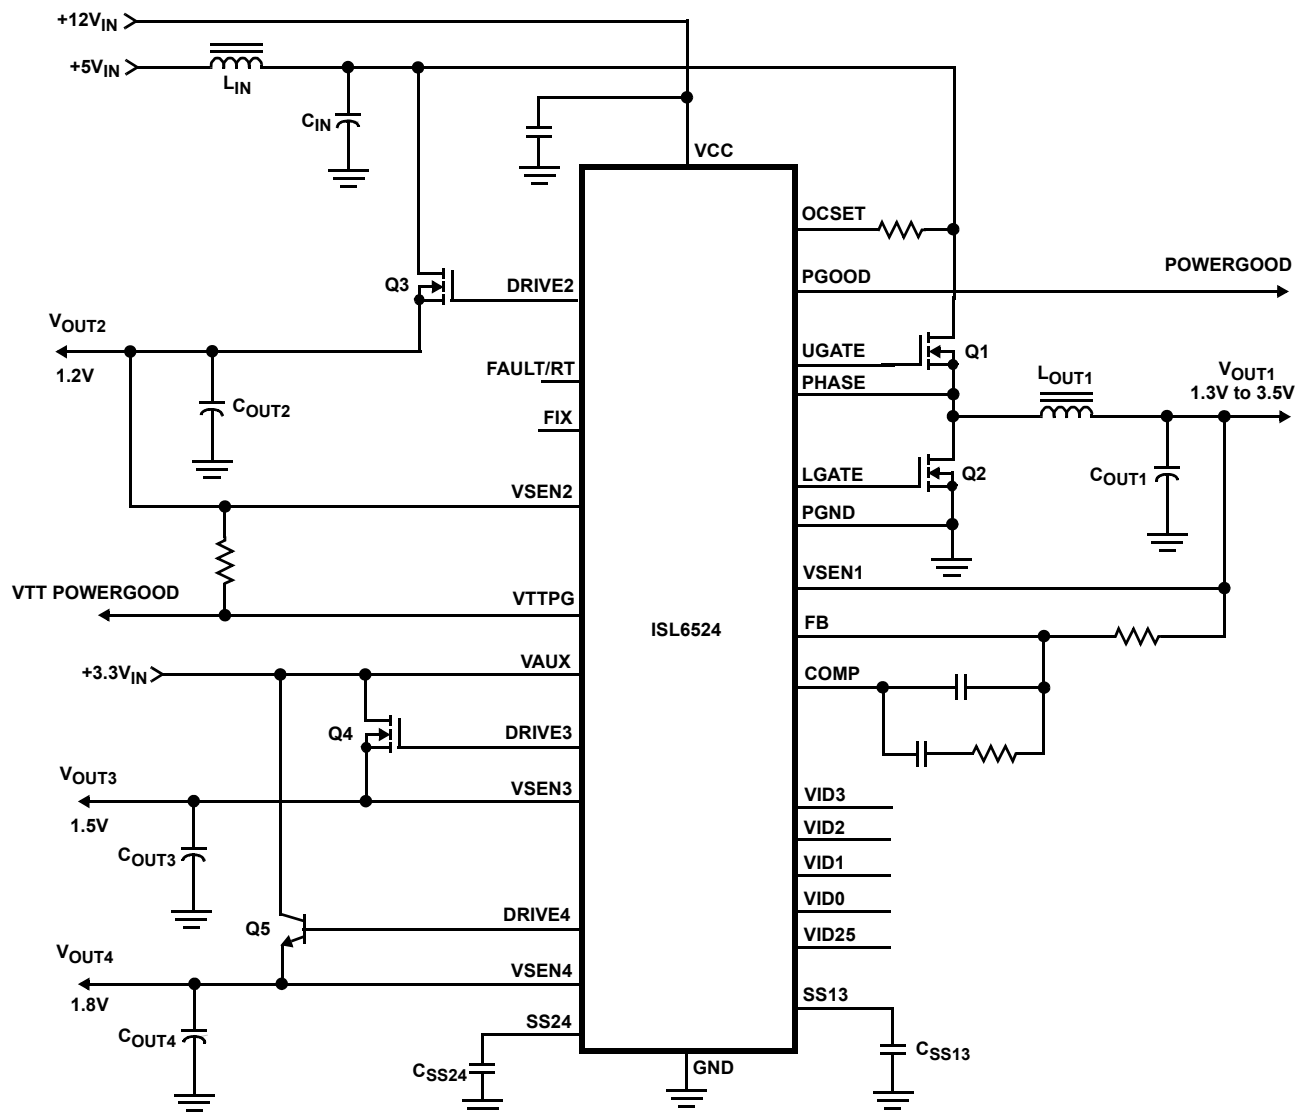 +12VIN
+5VIN
LIN
CIN
VCC
OCSET
PGOOD
POWERGOOD
Q3
DRIVE2
VOUT2
1.2V
COUT2
FAULT/RT
FIX
UGATE
Q1
PHASE
LOUT1
VOUT1
1.3V to 3.5V
LGATE
Q2
COUT1
PGND
VSEN2
VTT POWERGOOD
VTTPG
VSEN1
ISL6524
FB
+3.3VIN
VAUX
COMP
Q4
DRIVE3
VOUT3
1.5V
VSEN3
COUT3
VID3
VID2
VID1
VID0
VID25
Q5
DRIVE4
VOUT4
1.8V
VSEN4
COUT4
SS24
CSS24
SS13
CSS13
GND